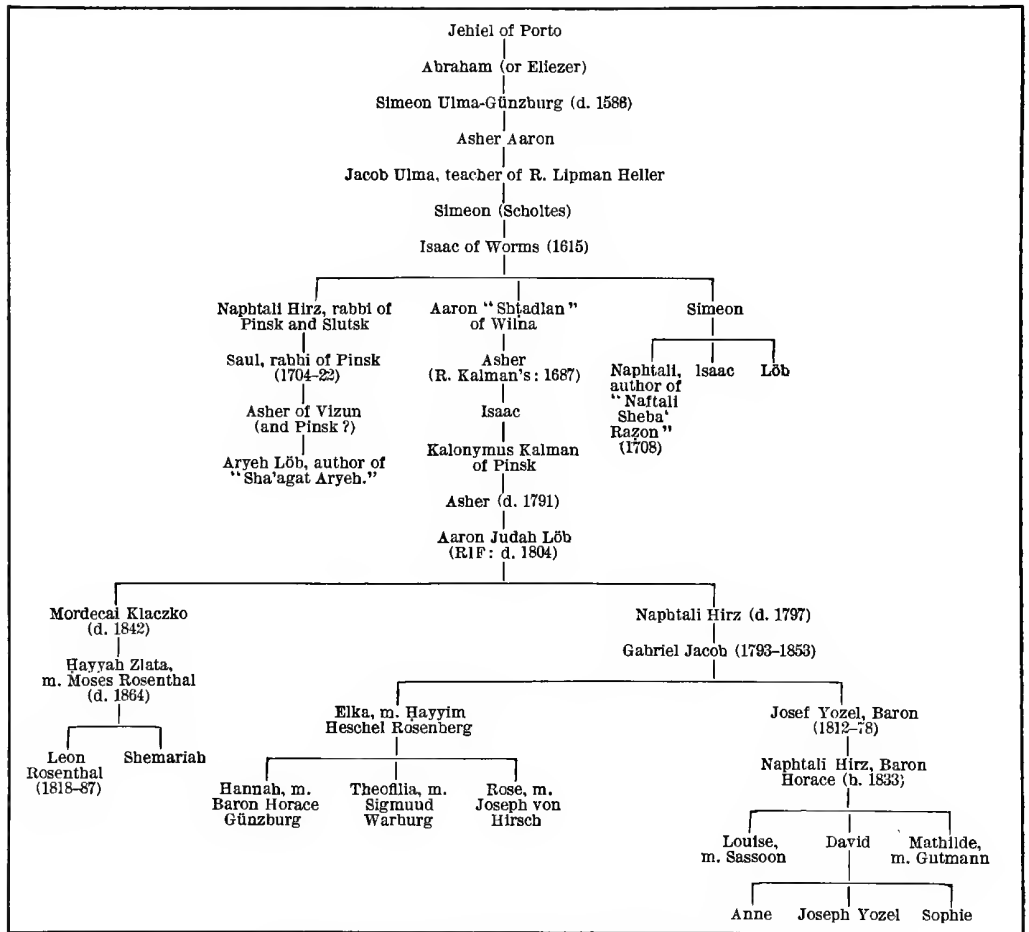 Jehiel of Porto
Abraham (or Eliezer)
Simeon Ulma-Günzburg (d. 1586)
Asher Aaron
Jacob Ulma, teacher of R. Lipman Heller
Simeon (Scholtes)
Isaac of Worms (1615)
Naphtali Hirz, rabbi of
Pinsk and Slutsk
Saul, rabbi of Pinsk
(1704–22)
Asher of Vizun
(and Pinsk ?)
Aryeh Löb, author of
"Sha'agat Aryeh."
Aaron "Shṭadlan"
of Wilna
Asher
(R. Kalman's: 1687)
Isaac
Kalonymus Kalman
of Pinsk
Asher (d. 1791)
Aaron Judah Löb
(RIF: d. 1804)
Simeon
Naphtali,
author of
"Naftali
Sheba‘
Raẓon"
(1708)
Isaac
Löb
Mordecai Klaczko
(d. 1842)
Ḥayyah Zlata,
m. Moses Rosenthal
(d. 1864)
Leon
Rosenthal
(1818–87)
Shemariah
Naphtali Hirz (d. 1797)
Gabriel Jacob (1793–1853)
Elka, m. Ḥayyim
Heschel Rosenberg
Hannah, m.
Baron Horace
Günzburg
Theofilia, m.
Sigmuud
Warburg
Rose, m.
Joseph von
Hirsch
Josef Yozel, Baron
(1812–78)
Naphtali Hirz, Baron
Horace (b. 1833)
Louise,
m. Sassoon
David
Mathilde,
m. Gutmann
Anne
Joseph Yozel
Sophie